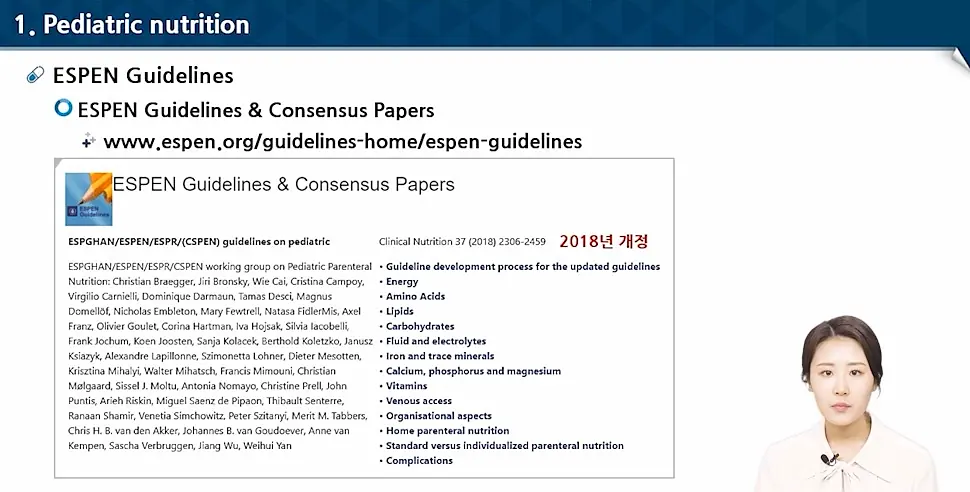 1. Pediatric nutrition
ESPEN Guidelines
ESPEN Guidelines & Consensus Papers
www.espen.org/guidelines-home/espen-guidelines
ESPEN Guidelines & Consensus Papers
ESPEN
Guidelines
ESPGHAN/ESPEN/ESPR/(CSPEN) guidelines on pediatric
Clinical Nutrition 37 (2018) 2306-2459 2018년 개정
ESPGHAN/ESPEN/ESPR/CSPEN working group on Pediatric Parenteral
Nutrition: Christian Braegger, Jiri Bronsky, Wie Cai, Cristina Campoy,
Virgilio Carnielli, Dominique Darmaun, Tamas Desci, Magnus
Domellöf, Nicholas Embleton, Mary Fewtrell, Natasa FidlerMis, Axel
Franz, Olivier Goulet, Corina Hartman, Iva Hojsak, Silvia Iacobelli,
Frank Jochum, Koen Joosten, Sanja Kolacek, Berthold Koletzko, Janusz
Ksiazyk, Alexandre Lapillonne, Szimonetta Lohner, Dieter Mesotten,
Krisztina Mihalyi, Walter Mihatsch, Francis Mimouni, Christian
Mølgaard, Sissel J. Moltu, Antonia Nomayo, Christine Prell, John
Puntis, Arieh Riskin, Miguel Saenz de Pipaon, Thibault Senterre,
Ranaan Shamir, Venetia Simchowitz, Peter Szitanyi, Merit M. Tabbers,
Chris H. B. van den Akker, Johannes B. van Goudoever, Anne van
Kempen, Sascha Verbruggen, Jiang Wu, Weihui Yan
• Guideline development process for the updated guidelines
• Energy
• Amino Acids
• Lipids
• Carbohydrates
• Fluid and electrolytes
• Iron and trace minerals
• Calcium, phosphorus and magnesium
• Vitamins
• Venous access
• Organisational aspects
• Home parenteral nutrition
• Standard versus individualized parenteral nutrition
• Complications